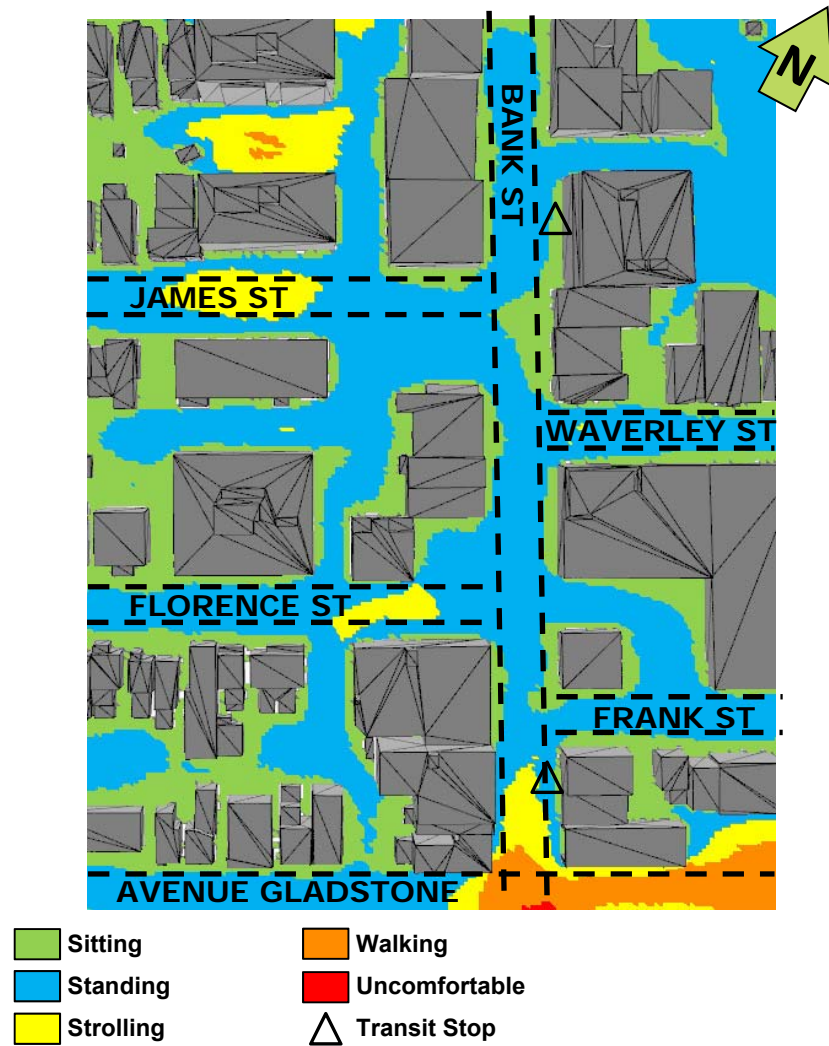 N
BANK ST
JAMES ST
WAVERLEY ST
FLORENCE ST
FRANK ST
AVENUE GLADSTONE
Sitting
Walking
Standing
Uncomfortable
Strolling
Transit Stop